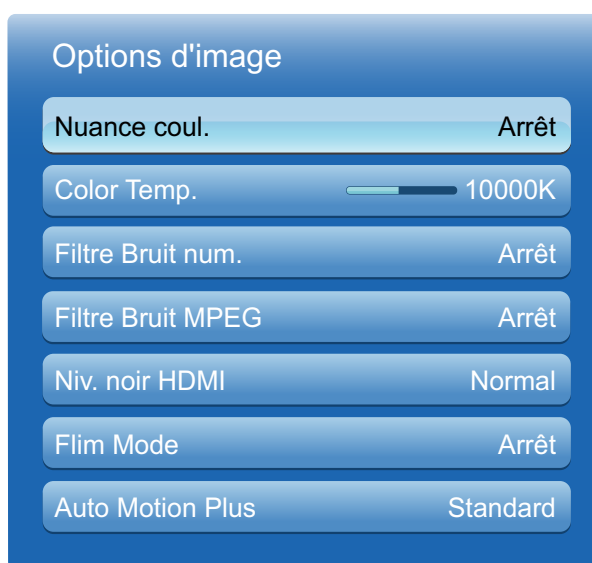 Options d'image
Nuance coul. Arrêt
Color Temp. 10000K
Filtre Bruit num. Arrêt
Filtre Bruit MPEG Arrêt
Niv. noir HDMI Normal
Flim Mode Arrêt
Auto Motion Plus Standard